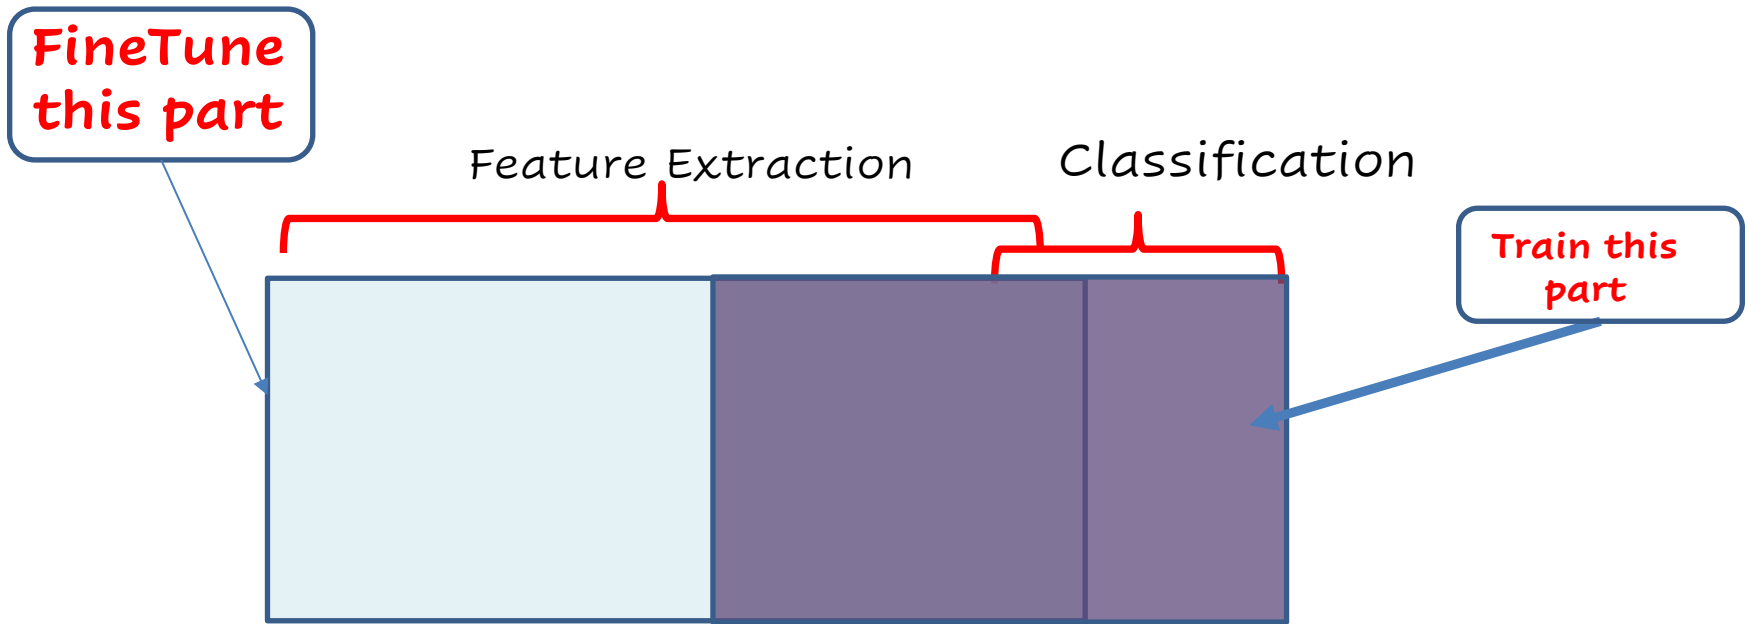 FineTune
this part
Feature Extraction
Classification
Train this
part